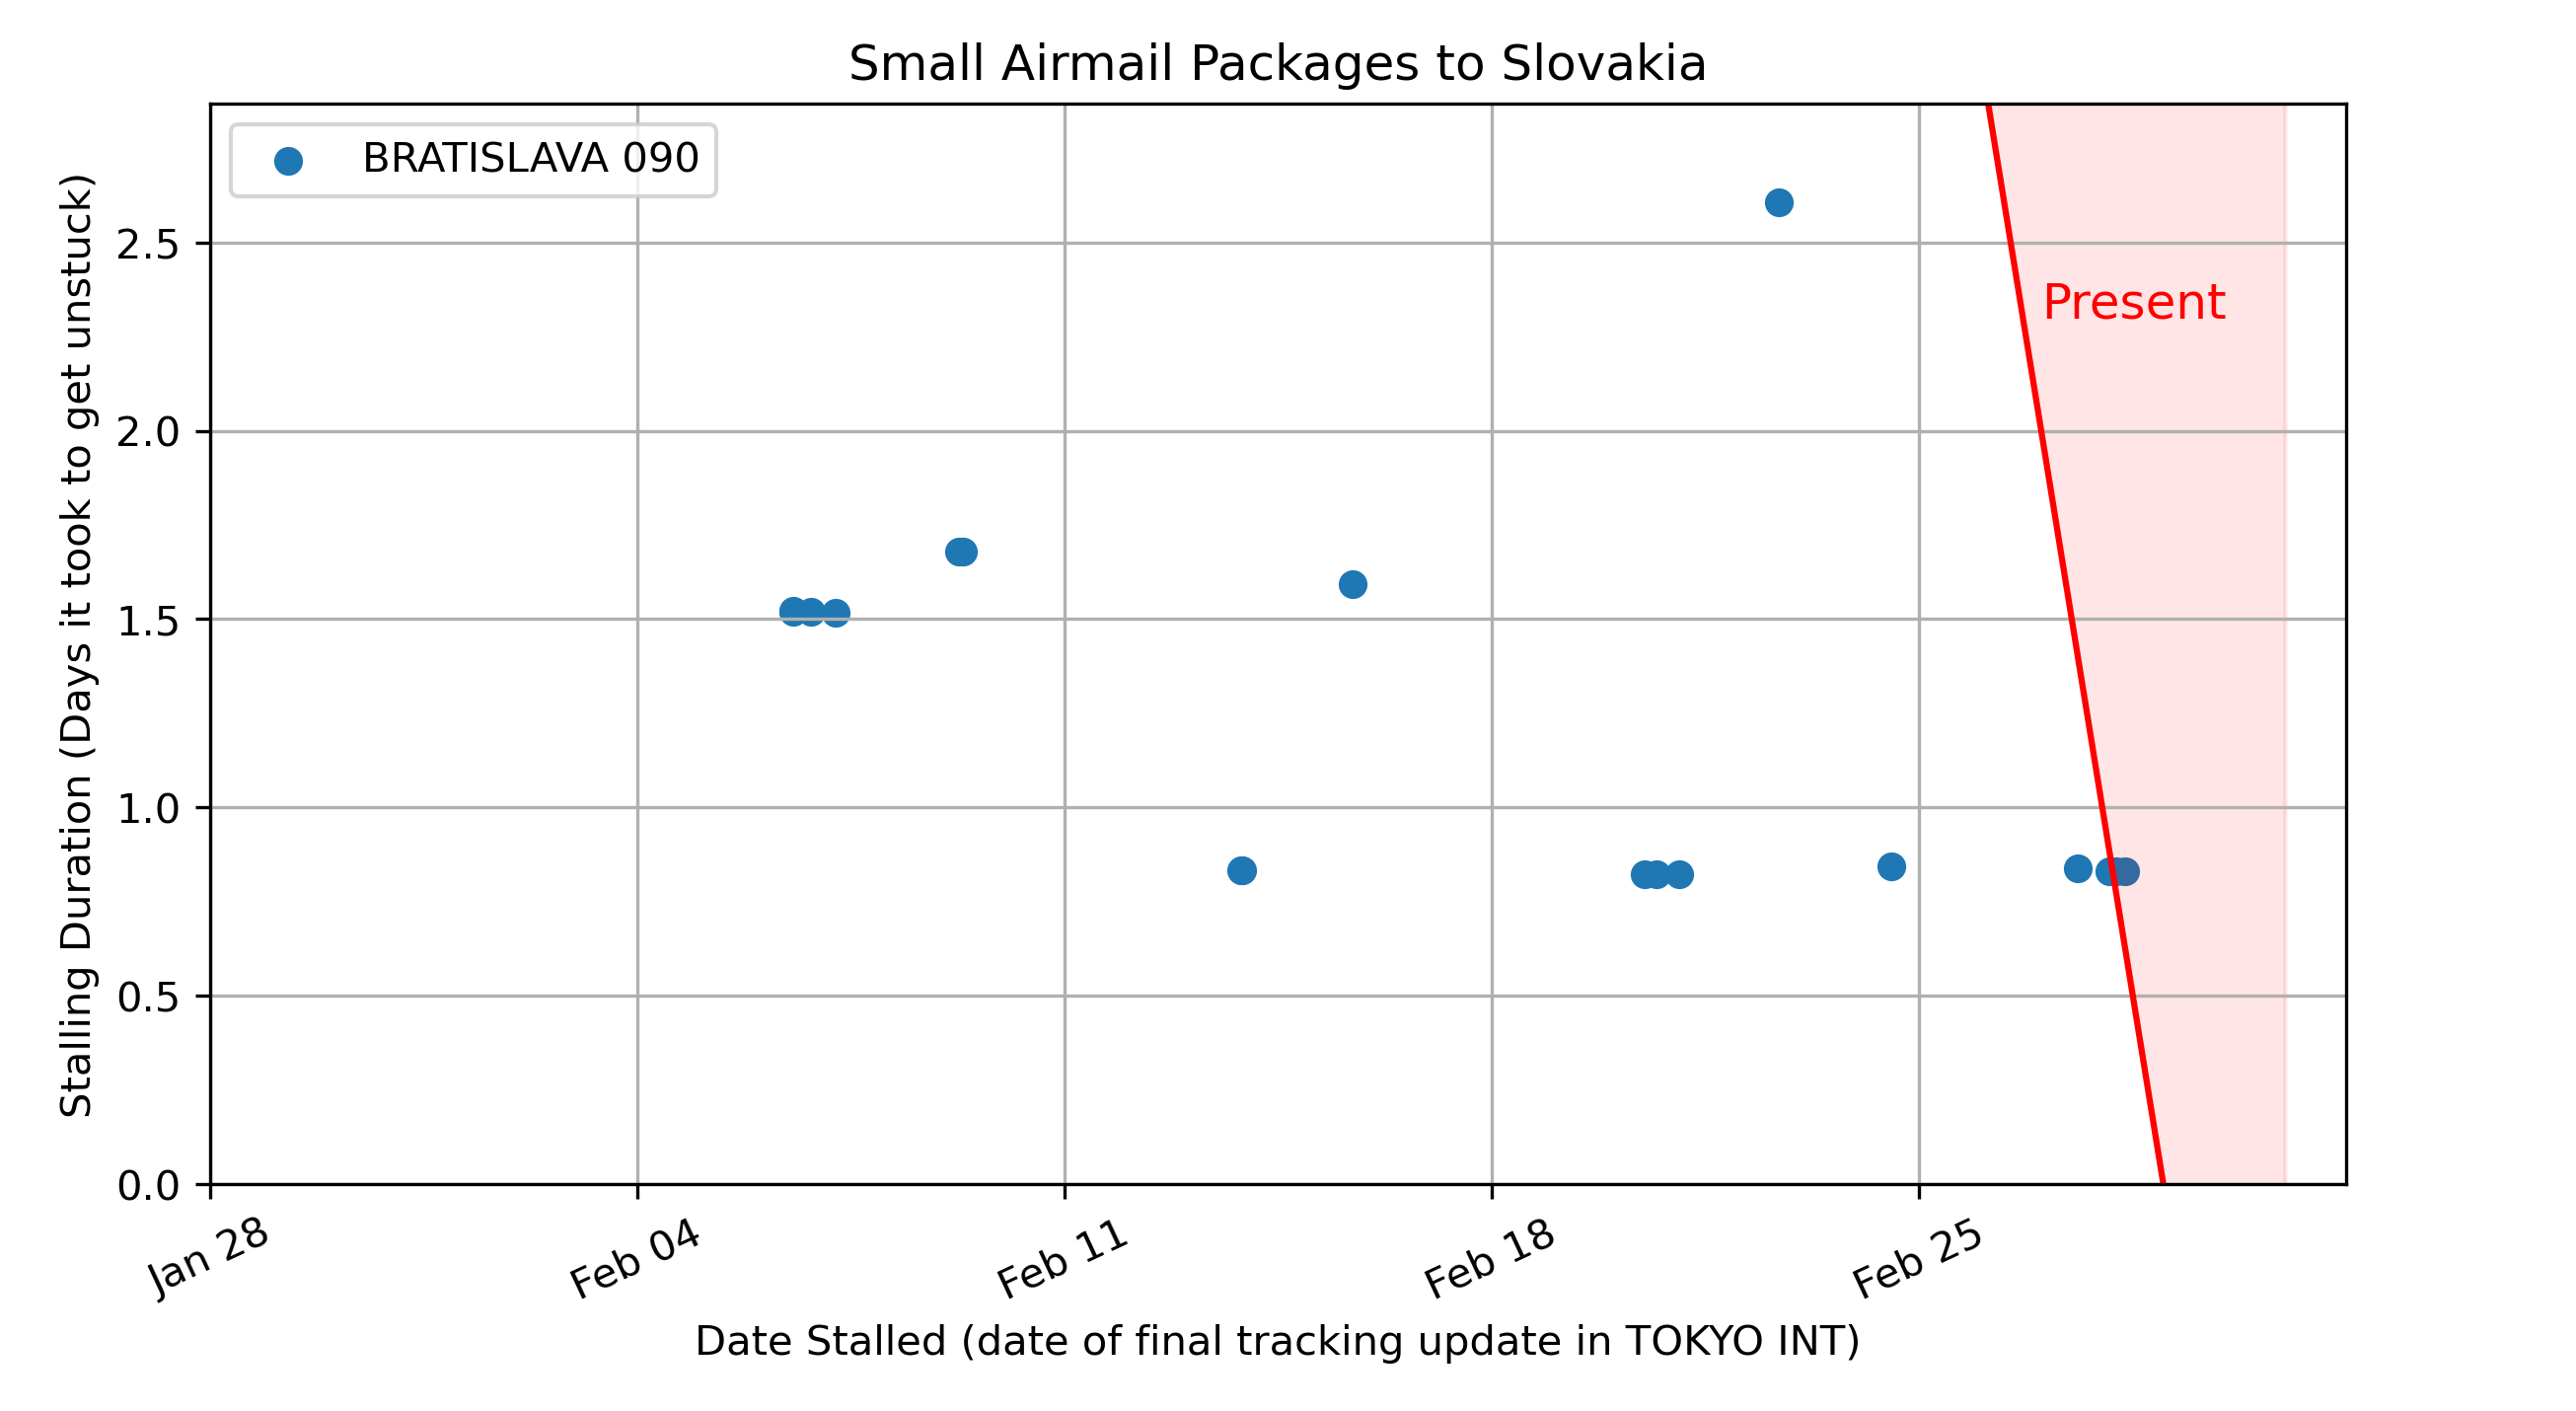 Small Airmail Packages to Slovakia
BRATISLAVA 090
Present
Stalling Duration (Days it took to get unstuck)
2.5
2.0
1.5
1.0
0.5
0.0
Jan 28
Feb 04
Feb 11
Feb 18
Feb 25
Date Stalled (date of final tracking update in TOKYO INT)